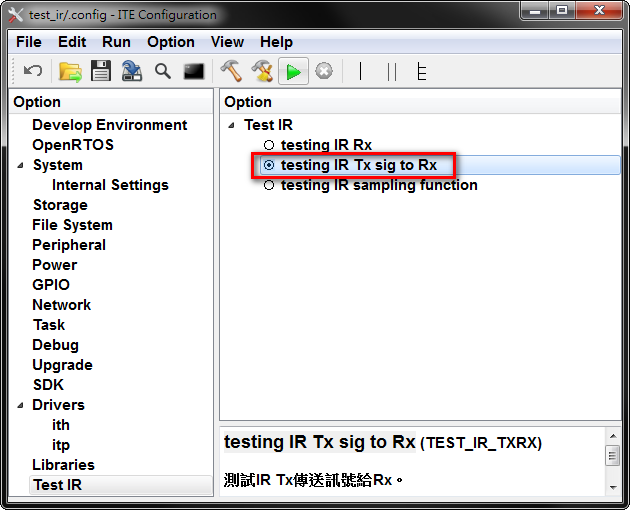 test_ir/.config - ITE Configuration
File Edit Run Option View Help
Option
Develop Environment
OpenRTOS
System
Internal Settings
Storage
File System
Peripheral
Power
GPIO
Network
Task
Debug
Upgrade
SDK
Drivers
ith
itp
Libraries
Test IR
Option
Test IR
testing IR Rx
testing IR Tx sig to Rx
testing IR sampling function
testing IR Tx sig to Rx (TEST_IR_TXRX)
測試IR Tx傳送訊號給Rx。